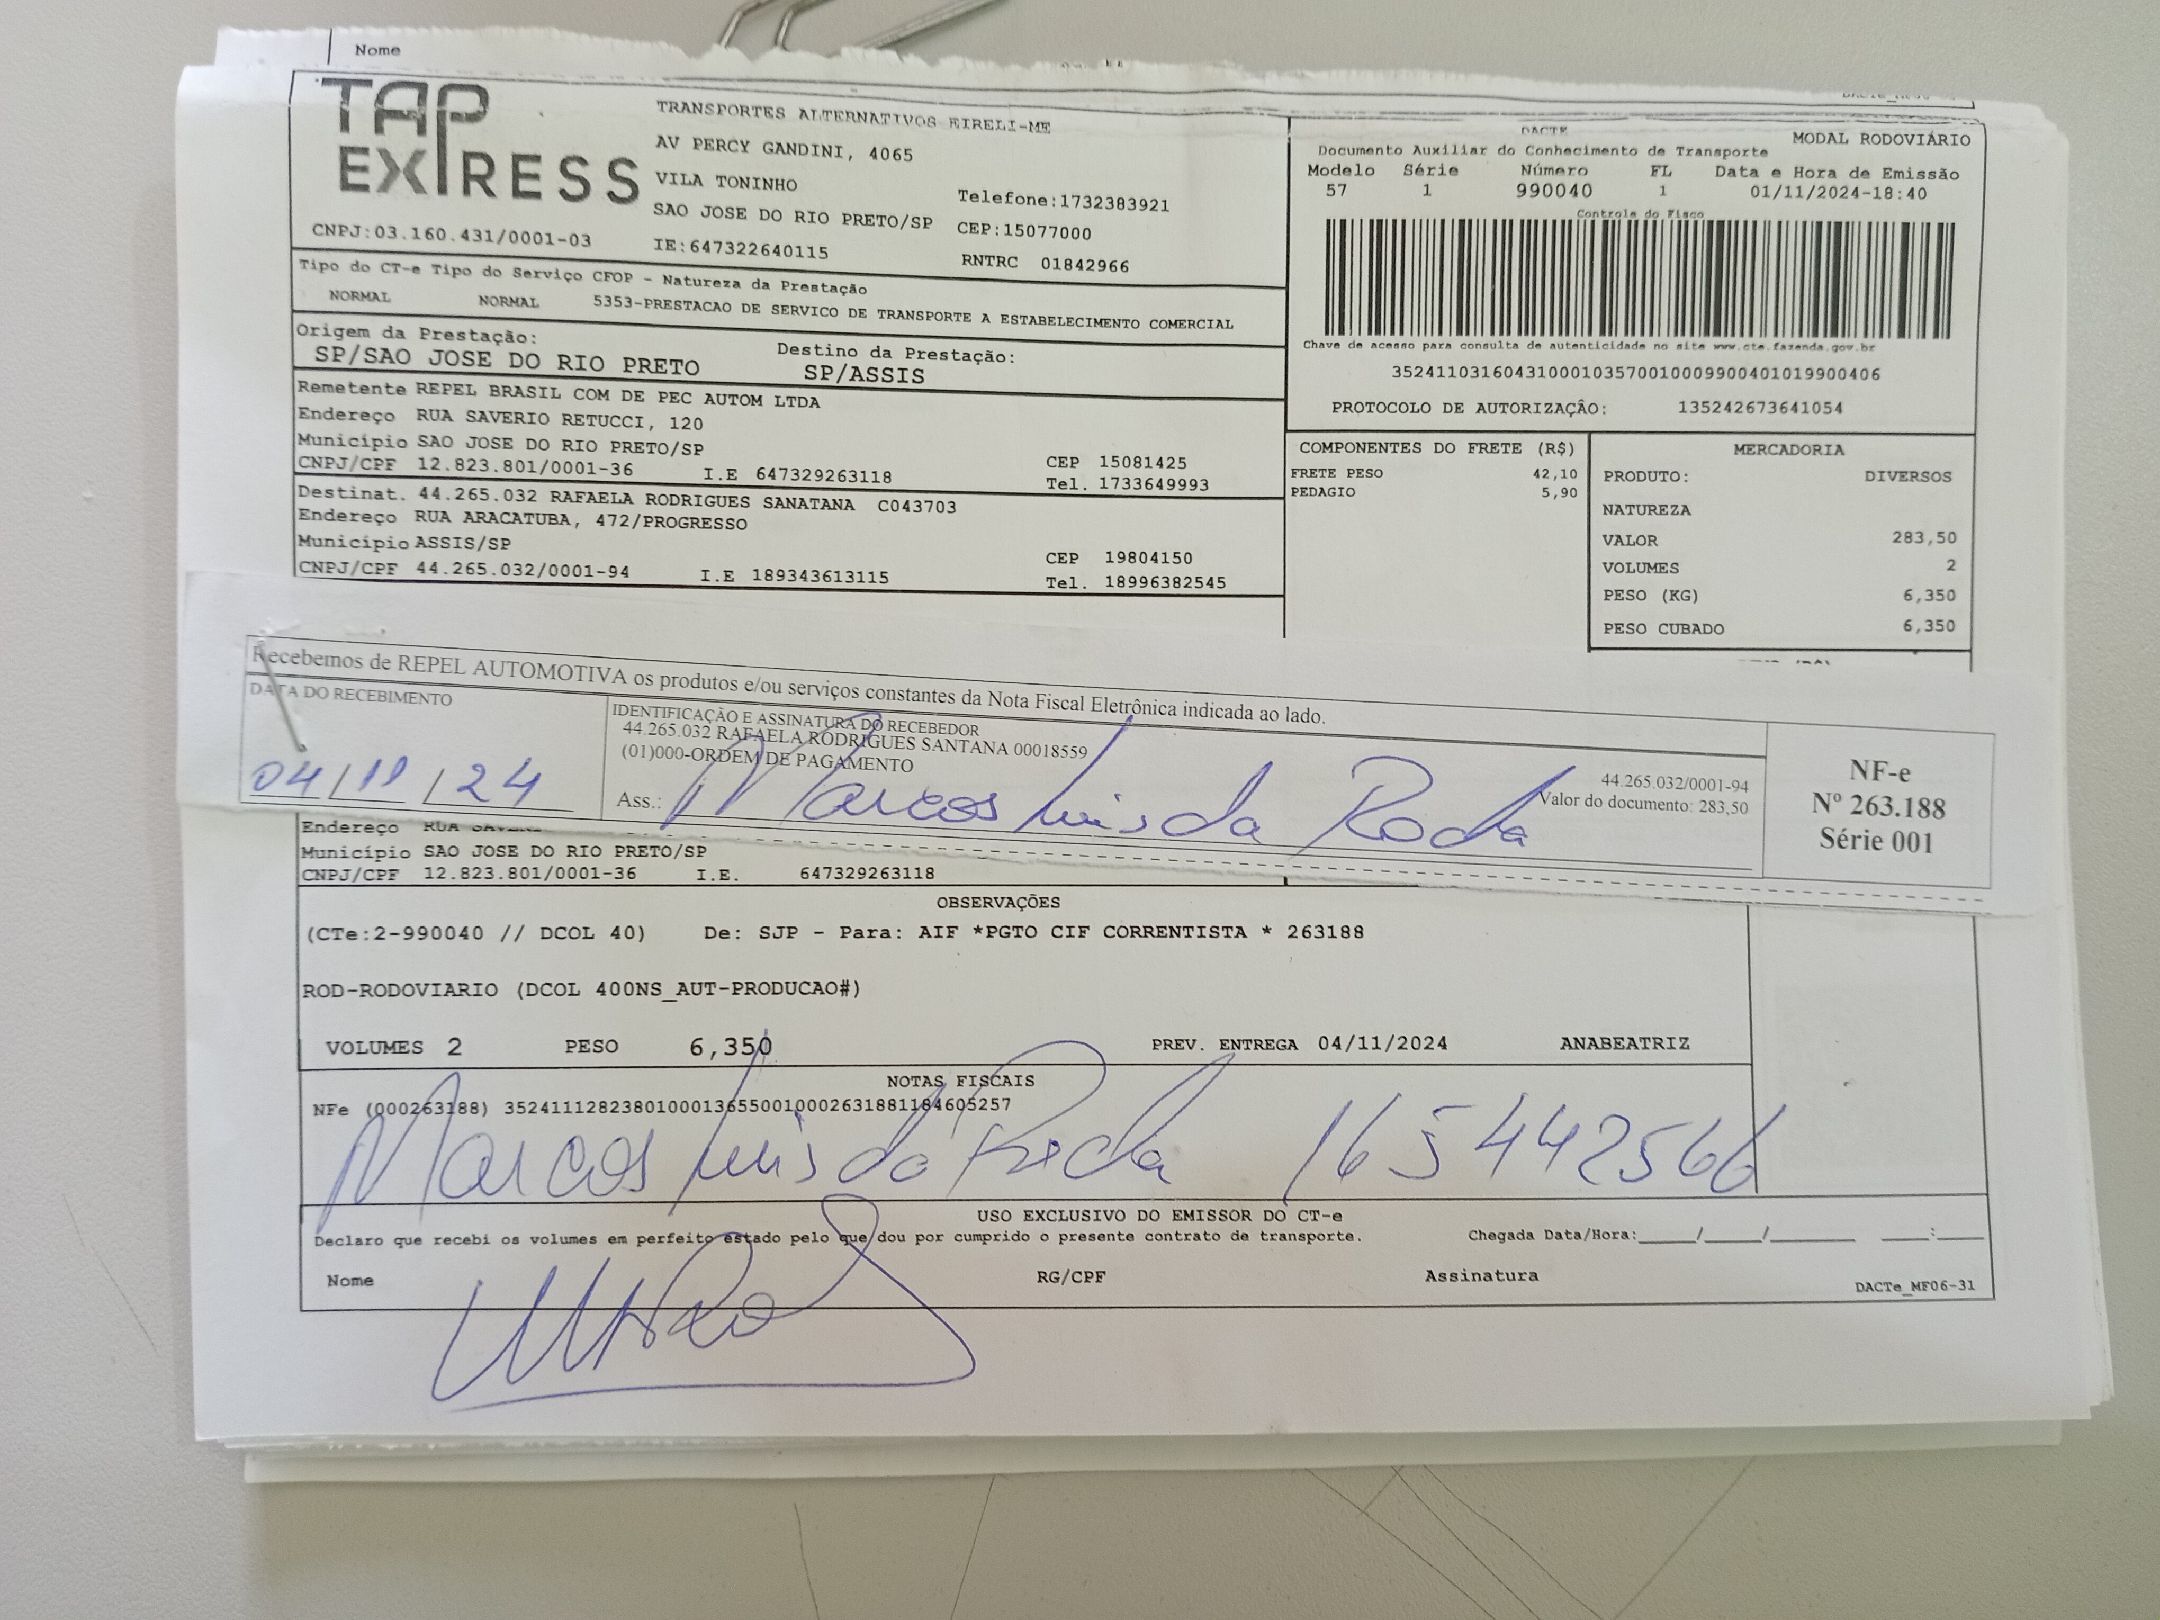 Nome
TAP EXPRESS
TRANSPORTES ALTERNATIVOS EIRELI-ME
AV PERCY GANDINI, 4065
VILA TONINHO
SAO JOSE DO RIO PRETO/SP
Telefone:1732383921
CEP:15077000
CNPJ:03.160.431/0001-03
IE:647322640115
RNTRC 01842966
DACTE
MODAL RODOVIÁRIO
Documento Auxiliar do Conhecimento de Transporte
Modelo Série Número FL Data e Hora de Emissão
57 1 990040 1 01/11/2024-18:40
Controle do Fisco
Chave de acesso para consulta de autenticidade no site www.cte.fazenda.gov.br
35241103160431000103570010009900401019900406
PROTOCOLO DE AUTORIZAÇÂO: 135242673641054
Tipo do CT-e Tipo do Serviço CFOP - Natureza da Prestação
NORMAL NORMAL 5353-PRESTACAO DE SERVICO DE TRANSPORTE A ESTABELECIMENTO COMERCIAL
Origem da Prestação: Destino da Prestação:
SP/SAO JOSE DO RIO PRETO SP/ASSIS
Remetente REPEL BRASIL COM DE PEC AUTOM LTDA
Endereço RUA SAVERIO RETUCCI, 120
Município SAO JOSE DO RIO PRETO/SP CEP 15081425
CNPJ/CPF 12.823.801/0001-36 I.E 647329263118 Tel. 1733649993
Destinat. 44.265.032 RAFAELA RODRIGUES SANATANA C043703
Endereço RUA ARACATUBA, 472/PROGRESSO
Município ASSIS/SP CEP 19804150
CNPJ/CPF 44.265.032/0001-94 I.E 189343613115 Tel. 18996382545
COMPONENTES DO FRETE (R$)
FRETE PESO 42,10
PEDAGIO 5,90
MERCADORIA
PRODUTO: DIVERSOS
NATUREZA
VALOR 283,50
VOLUMES 2
PESO (KG) 6,350
PESO CUBADO 6,350
Recebemos de REPEL AUTOMOTIVA os produtos e/ou serviços constantes da Nota Fiscal Eletrônica indicada ao lado.
DATA DO RECEBIMENTO
04/11/24
IDENTIFICAÇÃO E ASSINATURA DO RECEBEDOR
44.265.032 RAFAELA RODRIGUES SANTANA 00018559
(01)000-ORDEM DE PAGAMENTO
44.265.032/0001-94
Valor do documento: 283,50
Ass.: Marcos Luis da Rocha
NF-e
Nº 263.188
Série 001
Endereço RUA
Município SAO JOSE DO RIO PRETO/SP
CNPJ/CPF 12.823.801/0001-36 I.E. 647329263118
OBSERVAÇÕES
(CTe:2-990040 // DCOL 40) De: SJP - Para: AIF *PGTO CIF CORRENTISTA * 263188
ROD-RODOVIARIO (DCOL 400NS_AUT-PRODUCAO#)
VOLUMES 2 PESO 6,350 PREV. ENTREGA 04/11/2024 ANABEATRIZ
NOTAS FISCAIS
NFe (000263188) 35241112823801000136550010002631881184605257
Marcos Luis da Rocha 165442566
USO EXCLUSIVO DO EMISSOR DO CT-e
Declaro que recebi os volumes em perfeito estado pelo que dou por cumprido o presente contrato de transporte. Chegada Data/Hora:____/____/______ ___:___
Nome RG/CPF Assinatura
DACTe_MF06-31